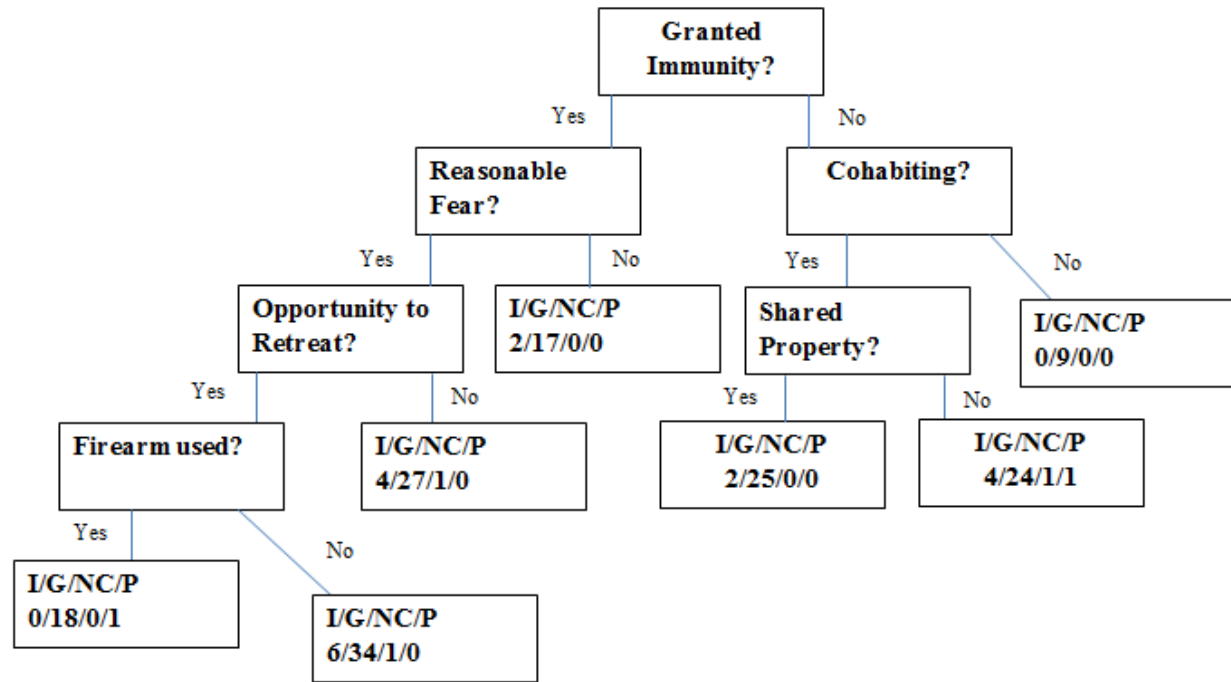 Granted
Immunity?
Yes
No
Reasonable
Fear?
Cohabiting?
Yes
No
Yes
No
Opportunity to
Retreat?
I/G/NC/P
2/17/0/0
Shared
Property?
I/G/NC/P
0/9/0/0
Yes
No
Yes
No
Firearm used?
I/G/NC/P
4/27/1/0
I/G/NC/P
2/25/0/0
I/G/NC/P
4/24/1/1
Yes
No
I/G/NC/P
0/18/0/1
I/G/NC/P
6/34/1/0